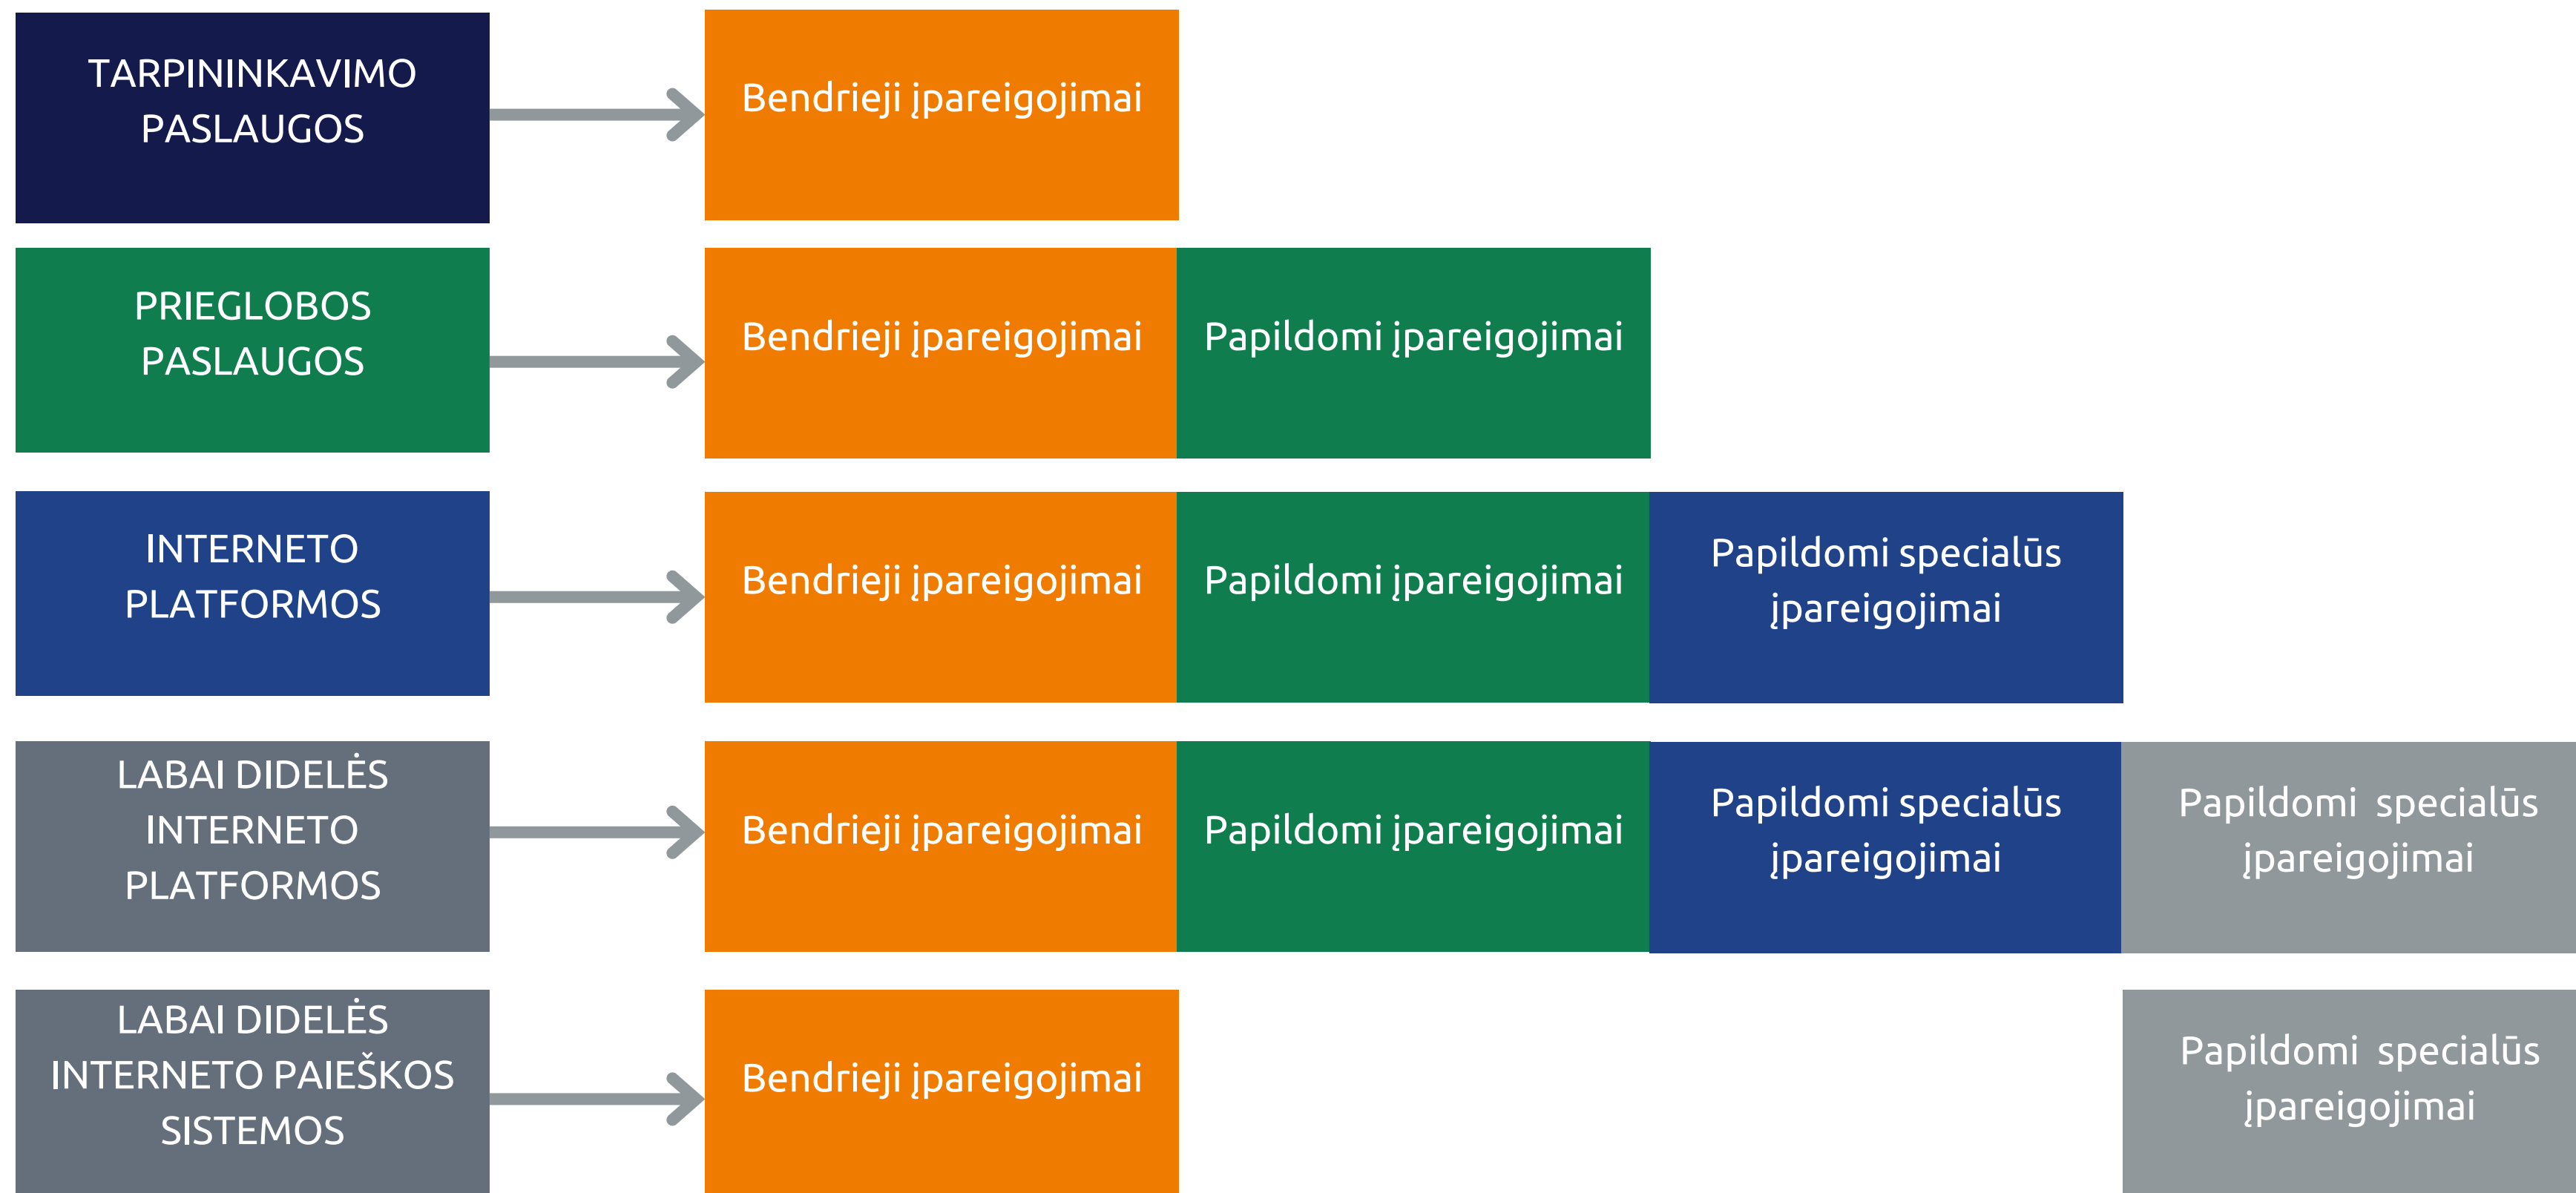 TARPININKAVIMO
PASLAUGOS
Bendrieji įpareigojimai
PRIEGLOBOS
PASLAUGOS
Bendrieji įpareigojimai
Papildomi įpareigojimai
INTERNETO
PLATFORMOS
Bendrieji įpareigojimai
Papildomi įpareigojimai
Papildomi specialūs
įpareigojimai
LABAI DIDELĖS
INTERNETO
PLATFORMOS
Bendrieji įpareigojimai
Papildomi įpareigojimai
Papildomi specialūs
įpareigojimai
Papildomi  specialūs
įpareigojimai
LABAI DIDELĖS
INTERNETO PAIEŠKOS
SISTEMOS
Bendrieji įpareigojimai
Papildomi  specialūs
įpareigojimai